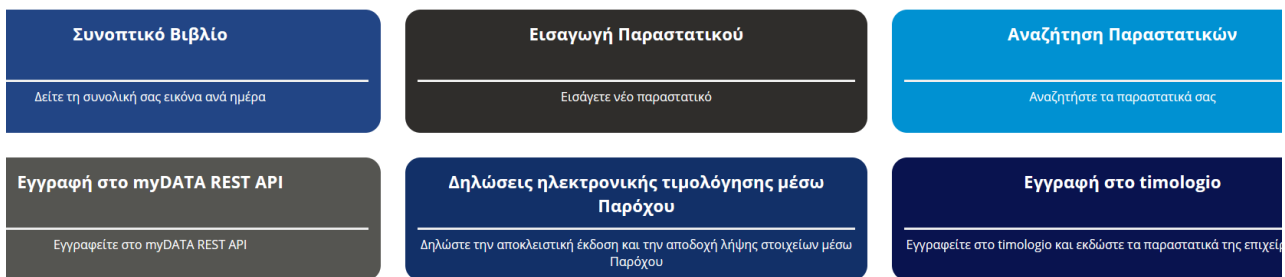 Συνοπτικό Βιβλίο
Δείτε τη συνολική σας εικόνα ανά ημέρα
Εισαγωγή Παραστατικού
Εισάγετε νέο παραστατικό
Αναζήτηση Παραστατικών
Αναζητήστε τα παραστατικά σας
Εγγραφή στο myDATA REST API
Εγγραφείτε στο myDATA REST API
Δηλώσεις ηλεκτρονικής τιμολόγησης μέσω
Παρόχου
Δηλώστε την αποκλειστική έκδοση και την αποδοχή λήψης στοιχείων μέσω
Παρόχου
Εγγραφή στο timologio
Εγγραφείτε στο timologio και εκδώστε τα παραστατικά της